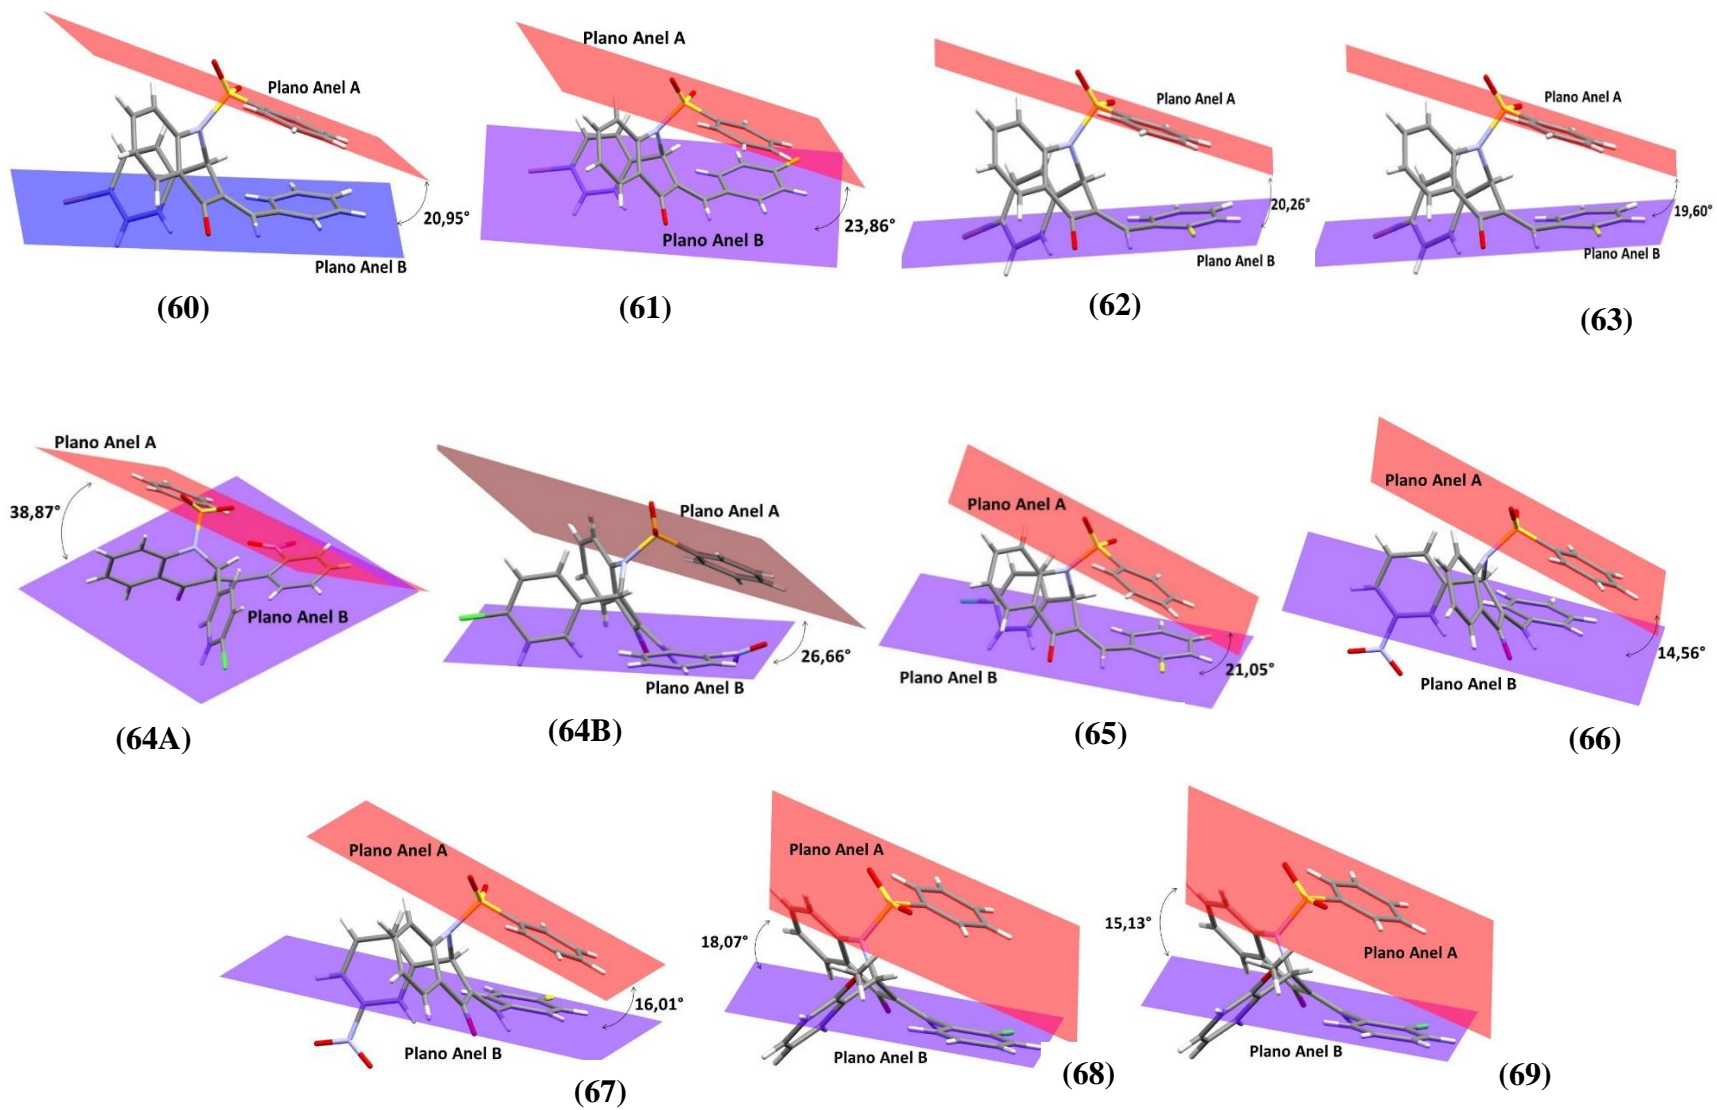 Plano Anel A
20,95°
Plano Anel B
(60)
Plano Anel A
23,86°
Plano Anel B
(61)
Plano Anel A
20,26°
Plano Anel B
(62)
Plano Anel A
19,60°
Plano Anel B
(63)
Plano Anel A
38,87°
Plano Anel B
(64A)
Plano Anel A
26,66°
Plano Anel B
(64B)
Plano Anel A
21,05°
Plano Anel B
(65)
Plano Anel A
14,56°
Plano Anel B
(66)
Plano Anel A
16,01°
Plano Anel B
(67)
Plano Anel A
18,07°
Plano Anel B
(68)
15,13°
Plano Anel A
Plano Anel B
(69)